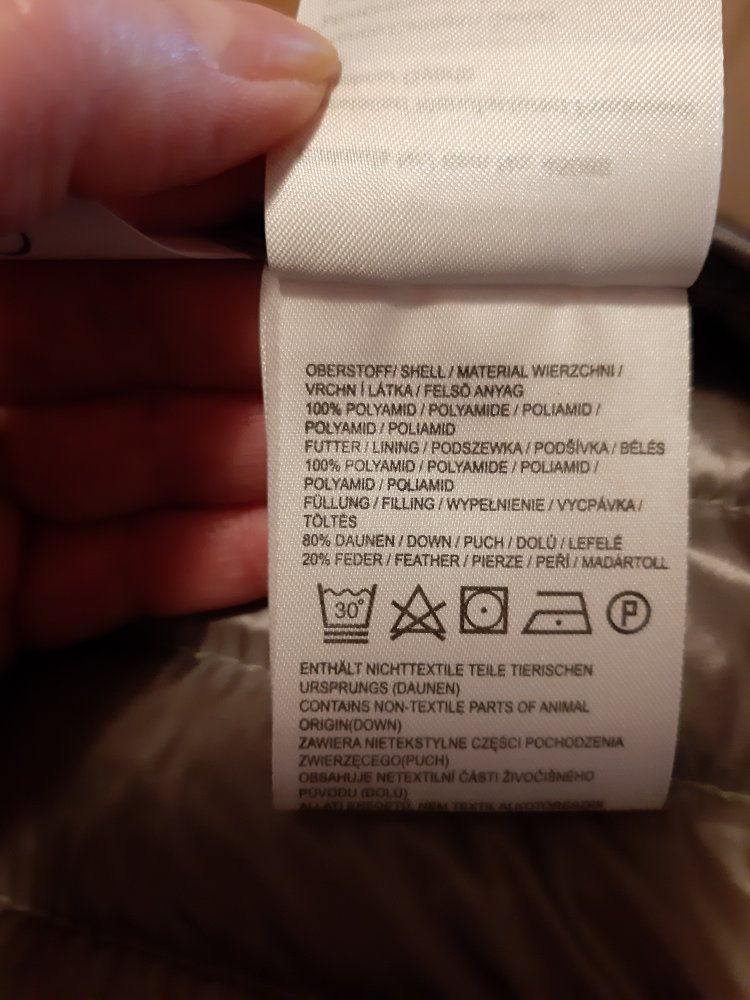 OBERSTOFF/ SHELL / MATERIAL WIERZCHNI /
VRCHN Í LÁTKA / FELSŐ ANYAG
100% POLYAMID / POLYAMIDE / POLIAMID /
POLYAMID / POLIAMID
FUTTER / LINING / PODSZEWKA / PODŠÍVKA / BÉLÉS
100% POLYAMID / POLYAMIDE / POLIAMID /
POLYAMID / POLIAMID
FÜLLUNG / FILLING / WYPEŁNIENIE / VYCPÁVKA /
TÖLTÉS
80% DAUNEN / DOWN / PUCH / DOLŮ / LEFELÉ
20% FEDER / FEATHER / PIERZE / PEŘÍ / MADÁRTOLL
30° P
ENTHÄLT NICHTTEXTILE TEILE TIERISCHEN
URSPRUNGS (DAUNEN)
CONTAINS NON-TEXTILE PARTS OF ANIMAL
ORIGIN(DOWN)
ZAWIERA NIETEKSTYLNE CZĘŚCI POCHODZENIA
ZWIERZĘCEGO(PUCH)
OBSAHUJE NETEXTILNÍ ČÁSTI ŽIVOČIŠNÉHO
PŮVODU (DOLŮ)